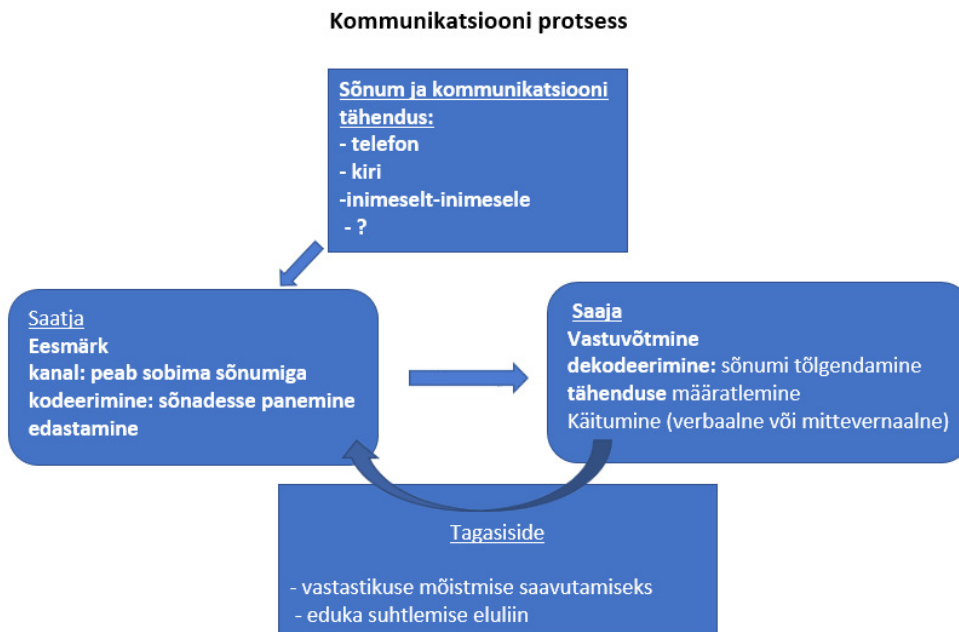 Kommunikatsiooni protsess
Sõnum ja kommunikatsiooni
tähendus:
- telefon
- kiri
-inimeselt-inimesele
- ?
Saatja
Eesmärk
kanal: peab sobima sõnumiga
kodeerimine: sõnadesse panemine
edastamine
Saaja
Vastuvõtmine
dekodeerimine: sõnumi tõlgendamine
tähenduse määratlemine
Käitumine (verbaalne või mittevernaalne)
Tagasiside
- vastastikuse mõistmise saavutamiseks
- eduka suhtlemise eluliin